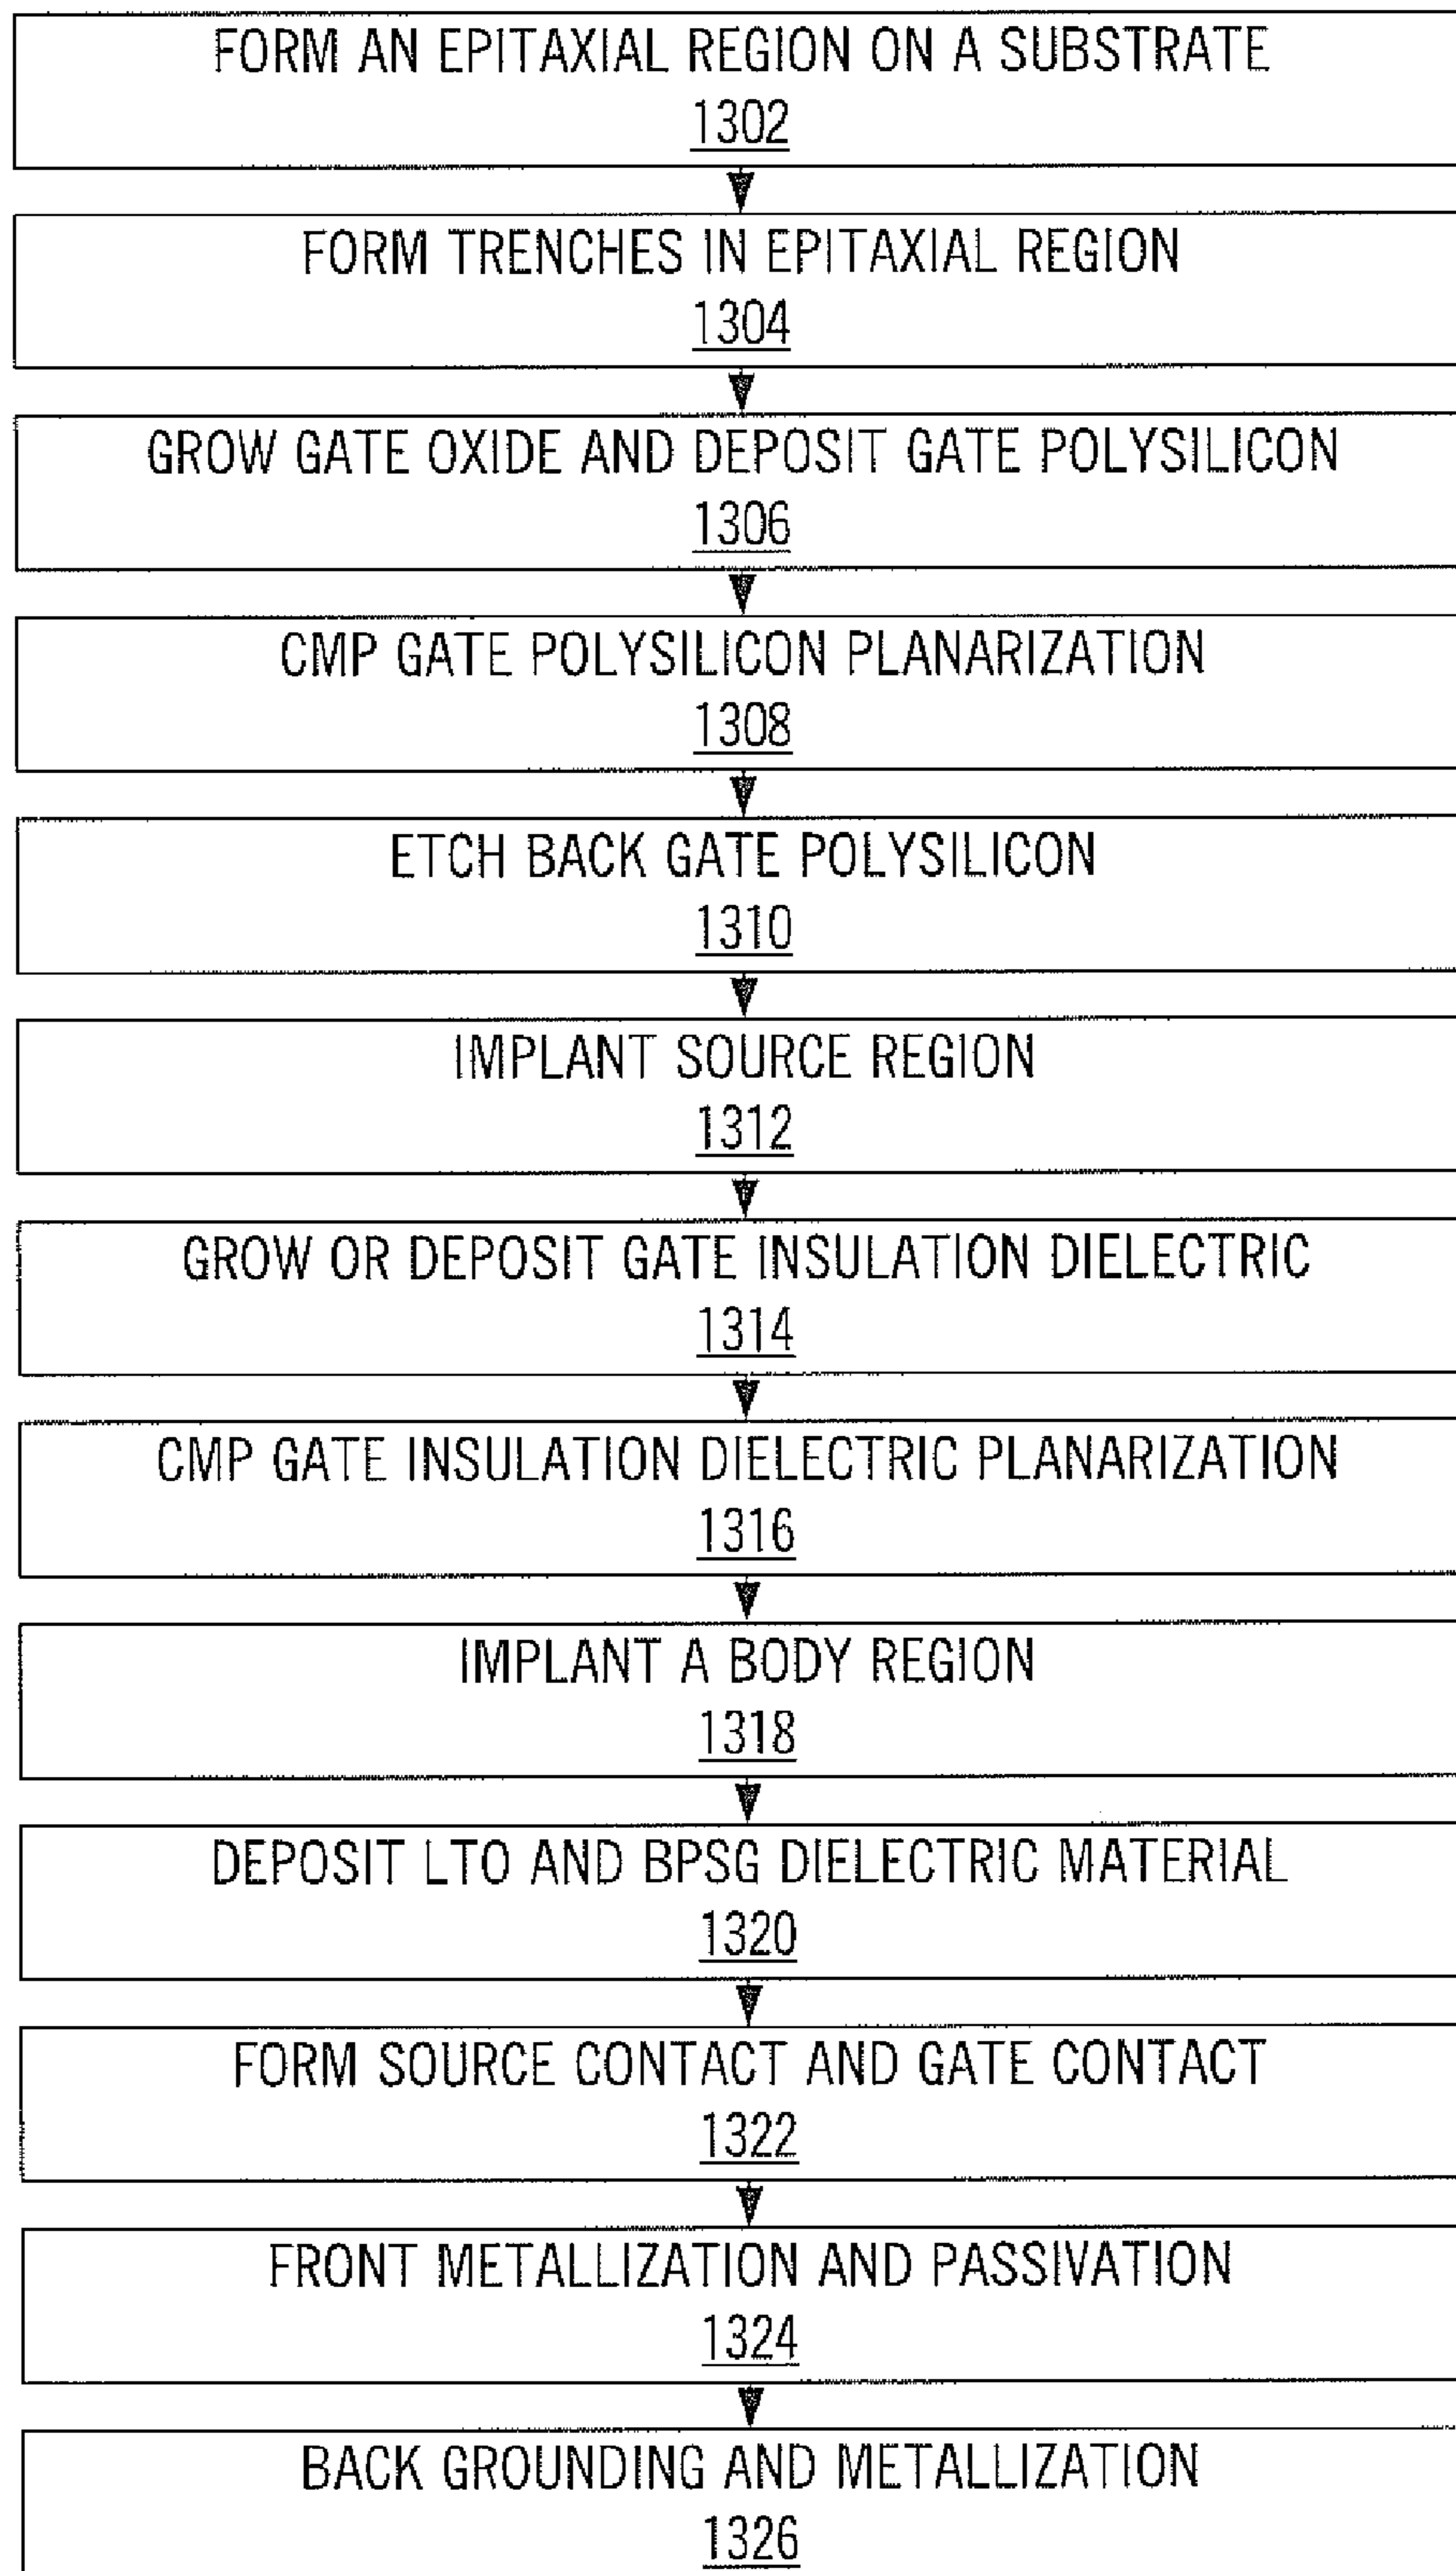 FORM AN EPITAXIAL REGION ON A SUBSTRATE
1302
FORM TRENCHES IN EPITAXIAL REGION
1304
GROW GATE OXIDE AND DEPOSIT GATE POLYSILICON
1306
CMP GATE POLYSILICON PLANARIZATION
1308
ETCH BACK GATE POLYSILICON
1310
IMPLANT SOURCE REGION
1312
GROW OR DEPOSIT GATE INSULATION DIELECTRIC
1314
CMP GATE INSULATION DIELECTRIC PLANARIZATION
1316
IMPLANT A BODY REGION
1318
DEPOSIT LTO AND BPSG DIELECTRIC MATERIAL
1320
FORM SOURCE CONTACT AND GATE CONTACT
1322
FRONT METALLIZATION AND PASSIVATION
1324
BACK GROUNDING AND METALLIZATION
1326